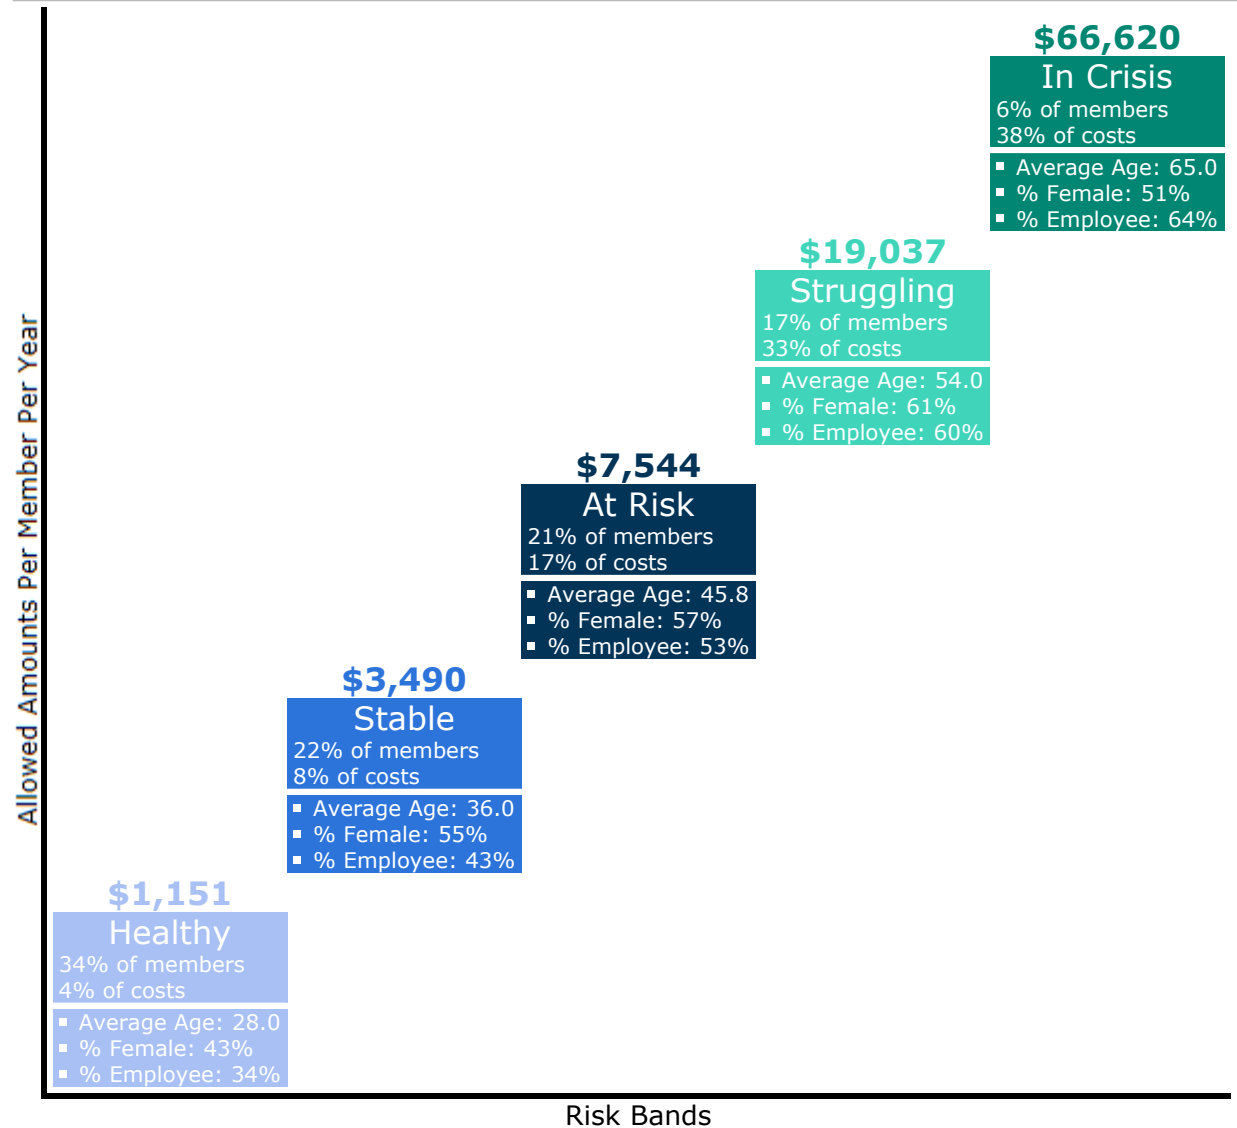 $66,620
In Crisis
6% of members
38% of costs
▪ Average Age: 65.0
▪ % Female: 51%
▪ % Employee: 64%
$19,037
Struggling
17% of members
33% of costs
▪ Average Age: 54.0
▪ % Female: 61%
▪ % Employee: 60%
$7,544
At Risk
21% of members
17% of costs
▪ Average Age: 45.8
▪ % Female: 57%
▪ % Employee: 53%
$3,490
Stable
22% of members
8% of costs
▪ Average Age: 36.0
▪ % Female: 55%
▪ % Employee: 43%
$1,151
Healthy
34% of members
4% of costs
▪ Average Age: 28.0
▪ % Female: 43%
▪ % Employee: 34%
Allowed Amounts Per Member Per Year
Risk Bands